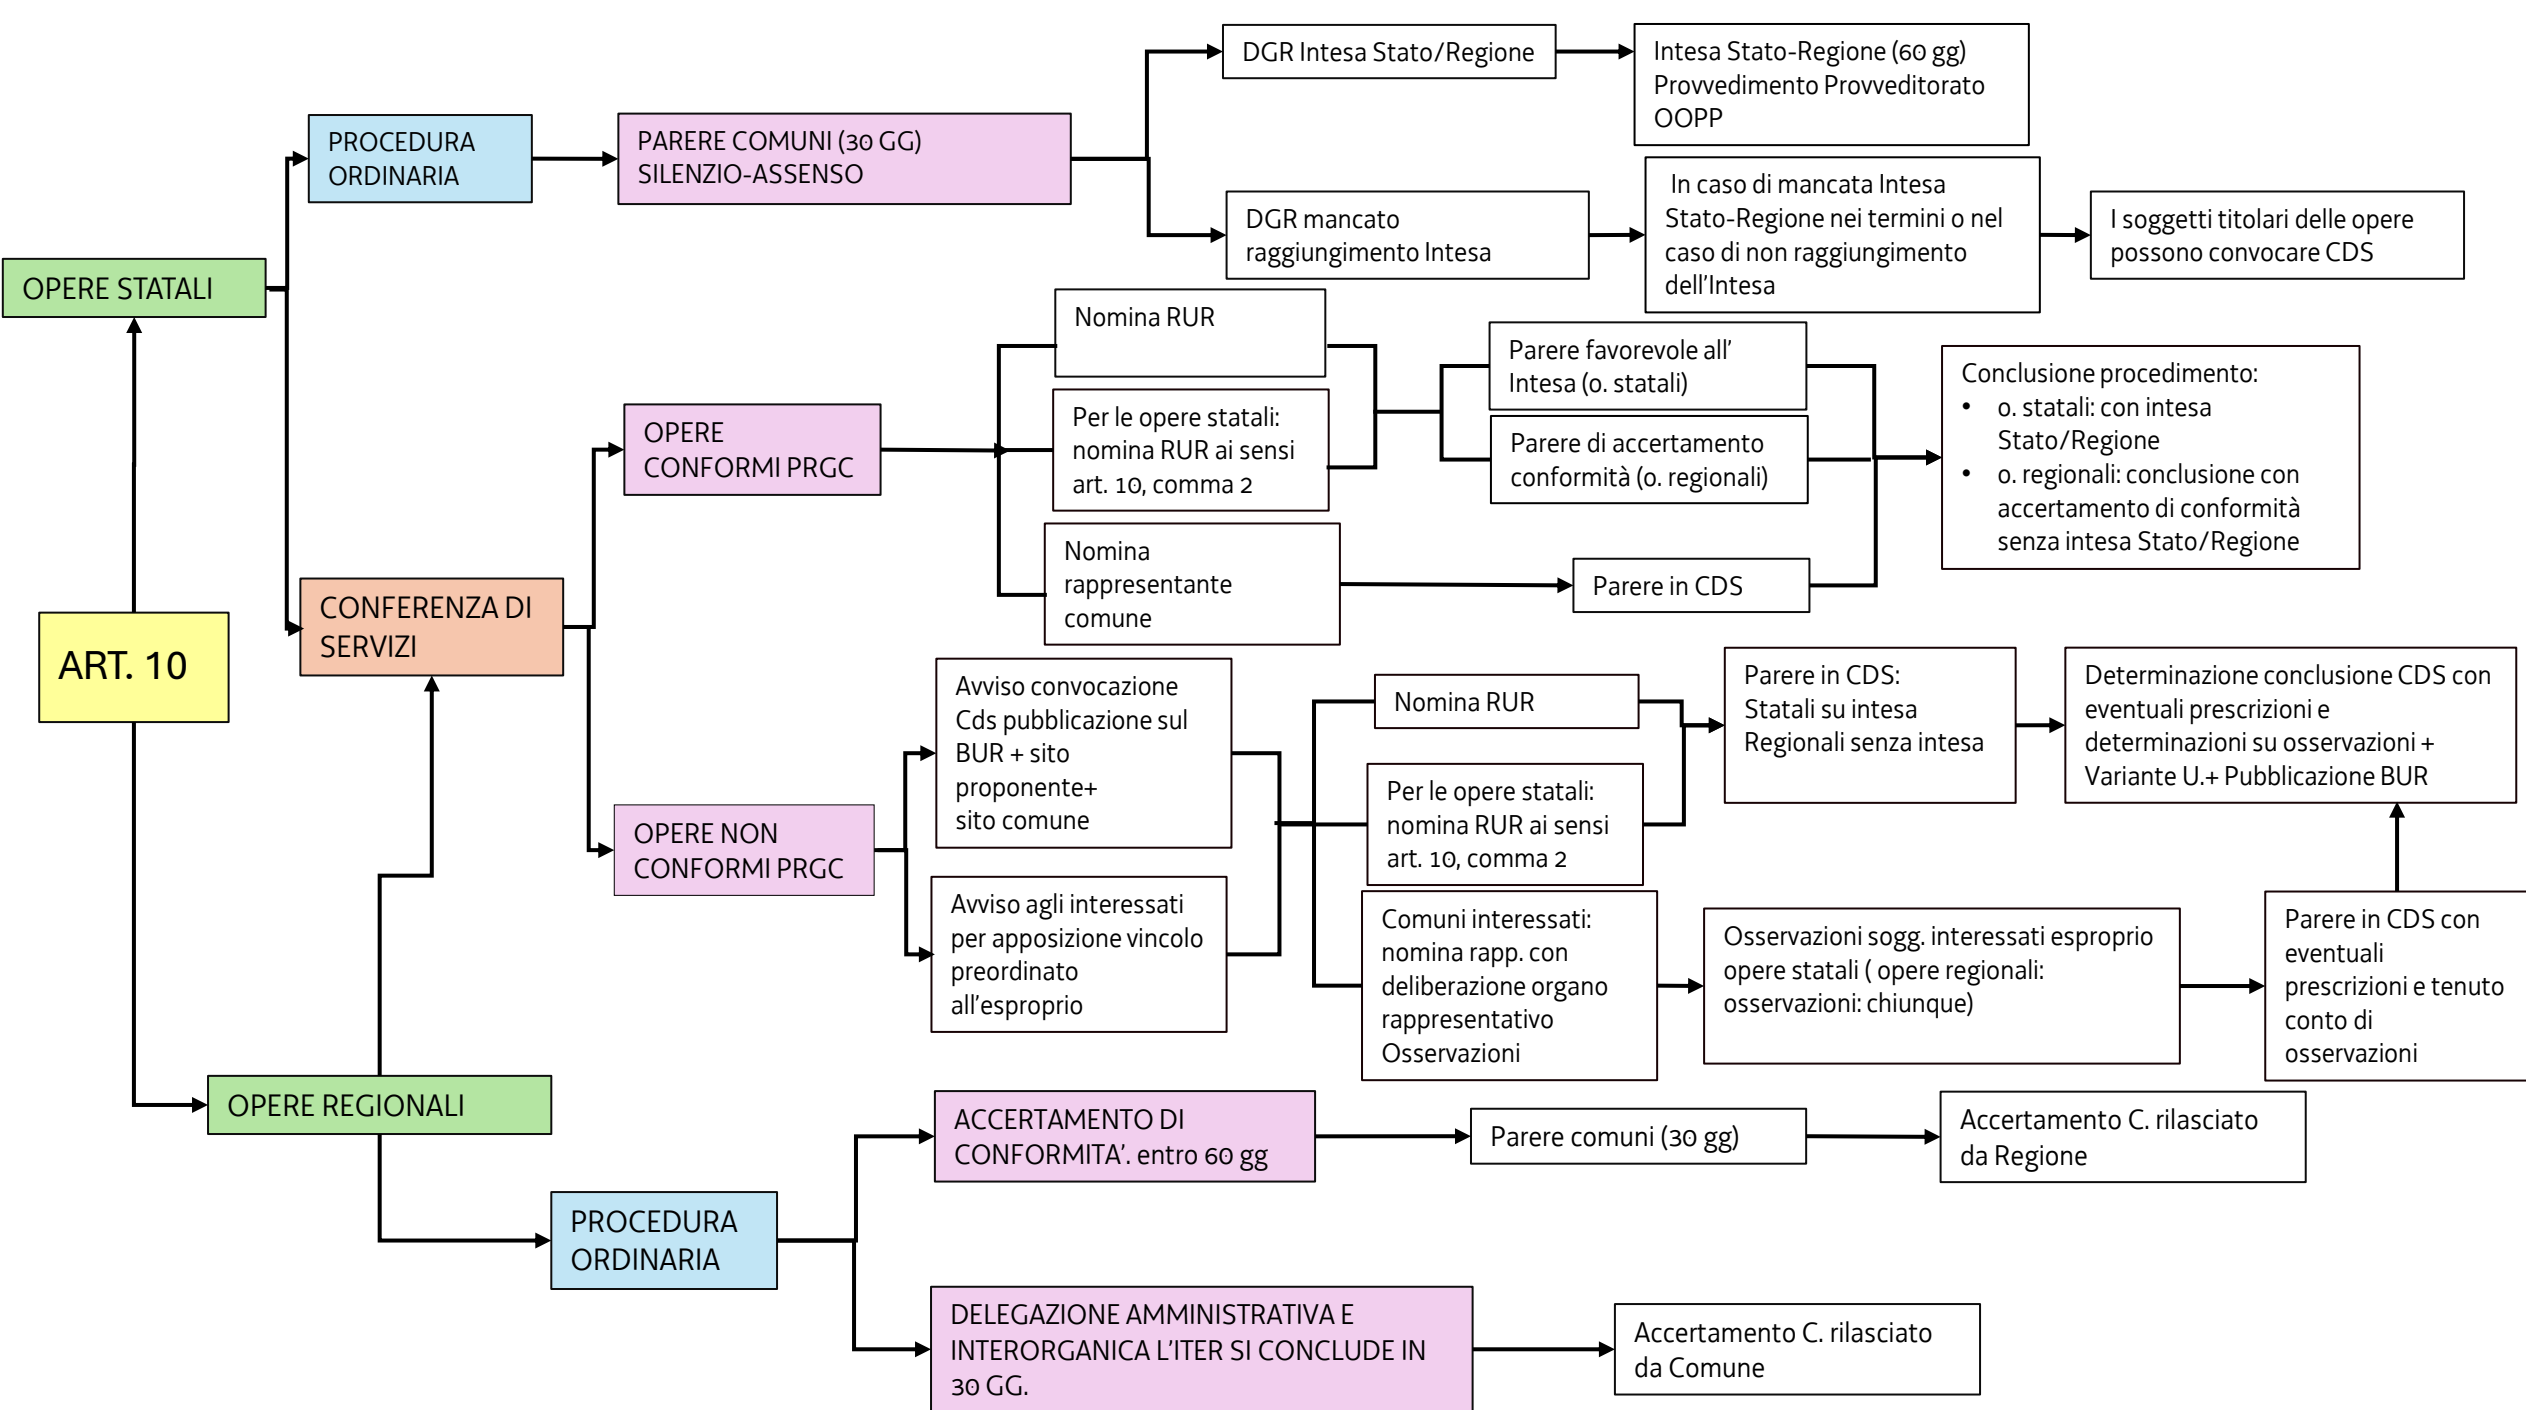 DGR Intesa Stato/Regione
Intesa Stato-Regione (60 gg)
Provvedimento Provveditorato
OOPP
PROCEDURA
ORDINARIA
PARERE COMUNI (30 GG)
SILENZIO-ASSENSO
DGR mancato
raggiungimento Intesa
In caso di mancata Intesa
Stato-Regione nei termini o nel
caso di non raggiungimento
dell'Intesa
I soggetti titolari delle opere
possono convocare CDS
OPERE STATALI
ART. 10
CONFERENZA DI
SERVIZI
OPERE
CONFORMI PRGC
Nomina RUR
Per le opere statali:
nomina RUR ai sensi
art. 10, comma 2
Nomina
rappresentante
comune
Parere favorevole all'
Intesa (o. statali)
Parere di accertamento
conformità (o. regionali)
Parere in CDS
Conclusione procedimento:
• o. statali: con intesa
Stato/Regione
• o. regionali: conclusione con
accertamento di conformità
senza intesa Stato/Regione
OPERE NON
CONFORMI PRGC
Avviso convocazione
Cds pubblicazione sul
BUR + sito
proponente+
sito comune
Avviso agli interessati
per apposizione vincolo
preordinato
all'esproprio
Nomina RUR
Per le opere statali:
nomina RUR ai sensi
art. 10, comma 2
Comuni interessati:
nomina rapp. con
deliberazione organo
rappresentativo
Osservazioni
Parere in CDS:
Statali su intesa
Regionali senza intesa
Determinazione conclusione CDS con
eventuali prescrizioni e
determinazioni su osservazioni +
Variante U.+ Pubblicazione BUR
Osservazioni sogg. interessati esproprio
opere statali ( opere regionali:
osservazioni: chiunque)
Parere in CDS con
eventuali
prescrizioni e tenuto
conto di
osservazioni
OPERE REGIONALI
PROCEDURA
ORDINARIA
ACCERTAMENTO DI
CONFORMITA'. entro 60 gg
Parere comuni (30 gg)
Accertamento C. rilasciato
da Regione
DELEGAZIONE AMMINISTRATIVA E
INTERORGANICA L'ITER SI CONCLUDE IN
30 GG.
Accertamento C. rilasciato
da Comune